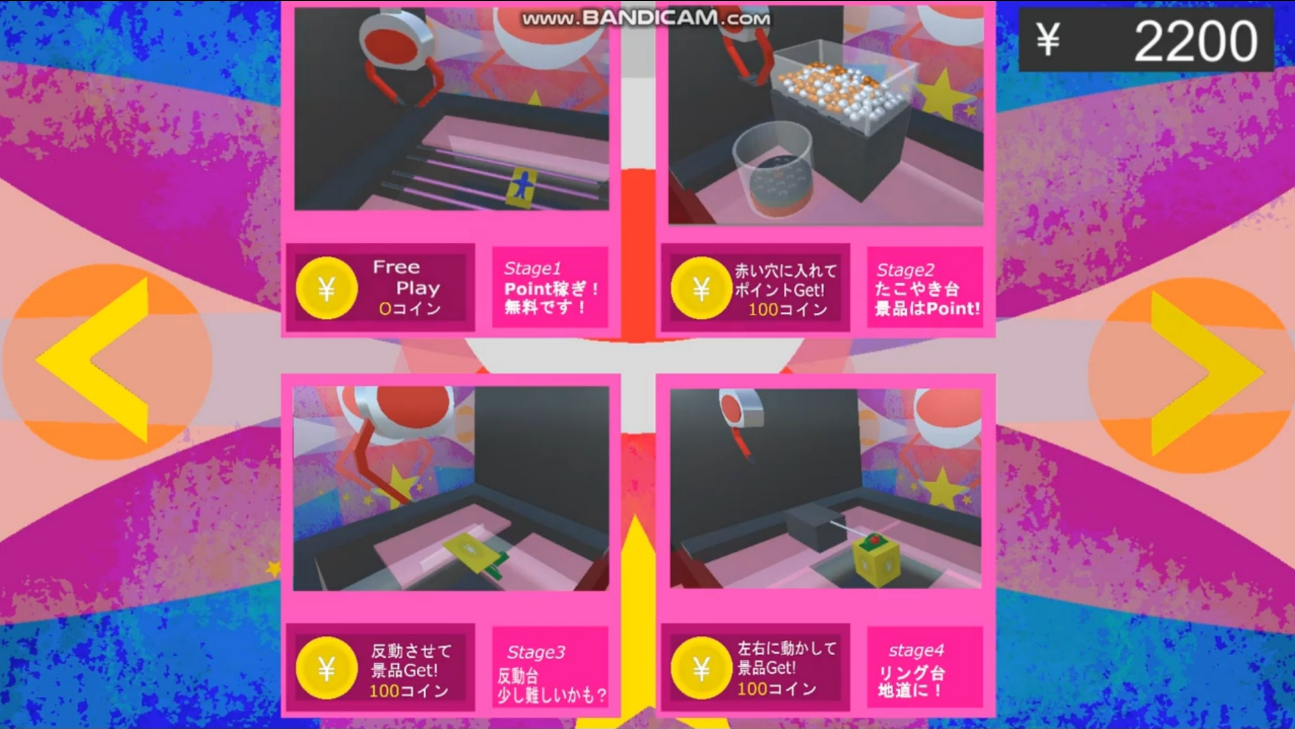 www.BANDICAM.com
¥ 2200
¥
Free
Play
0コイン
Stage1
Point稼ぎ！
無料です！
¥
赤い穴に入れて
ポイントGet!
100コイン
Stage2
たこやき台
景品はPoint!
¥
反動させて
景品Get!
100コイン
Stage3
反動台
少し難しいかも？
¥
左右に動かして
景品Get!
100コイン
stage4
リング台
地道に！